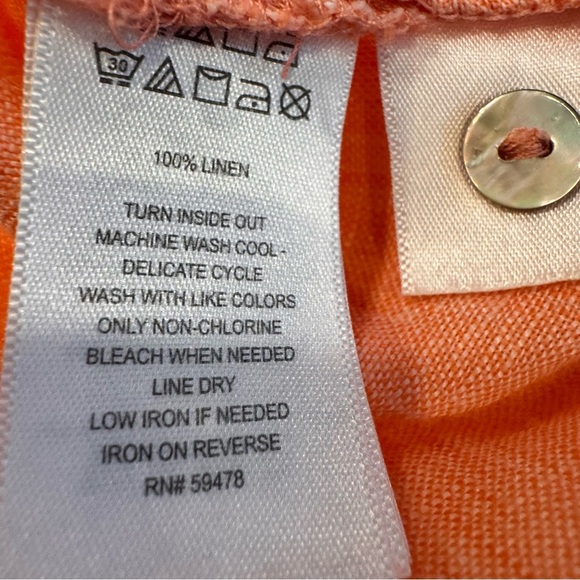 30
100% LINEN
TURN INSIDE OUT
MACHINE WASH COOL -
DELICATE CYCLE
WASH WITH LIKE COLORS
ONLY NON-CHLORINE
BLEACH WHEN NEEDED
LINE DRY
LOW IRON IF NEEDED
IRON ON REVERSE
RN# 59478